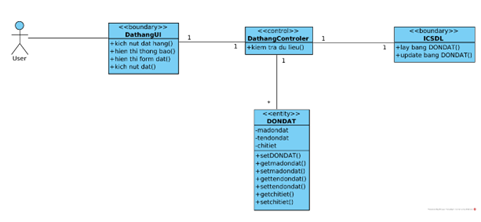 User
<<boundary>>
DathangUI
+kich nut dat hang()
+hien thi thong bao()
+hien thi form dat()
+kich nut dat()
1
1
<<control>>
DathangControler
+kiem tra du lieu()
1
1
<<boundary>>
ICSDL
+lay bang DONDAT()
+update bang DONDAT()
1
*
<<entity>>
DONDAT
-madondat
-tendondat
-chitiet
+setDONDAT()
+getmadondat()
+setmadondat()
+gettendondat()
+settendondat()
+getchitiet()
+setchitiet()